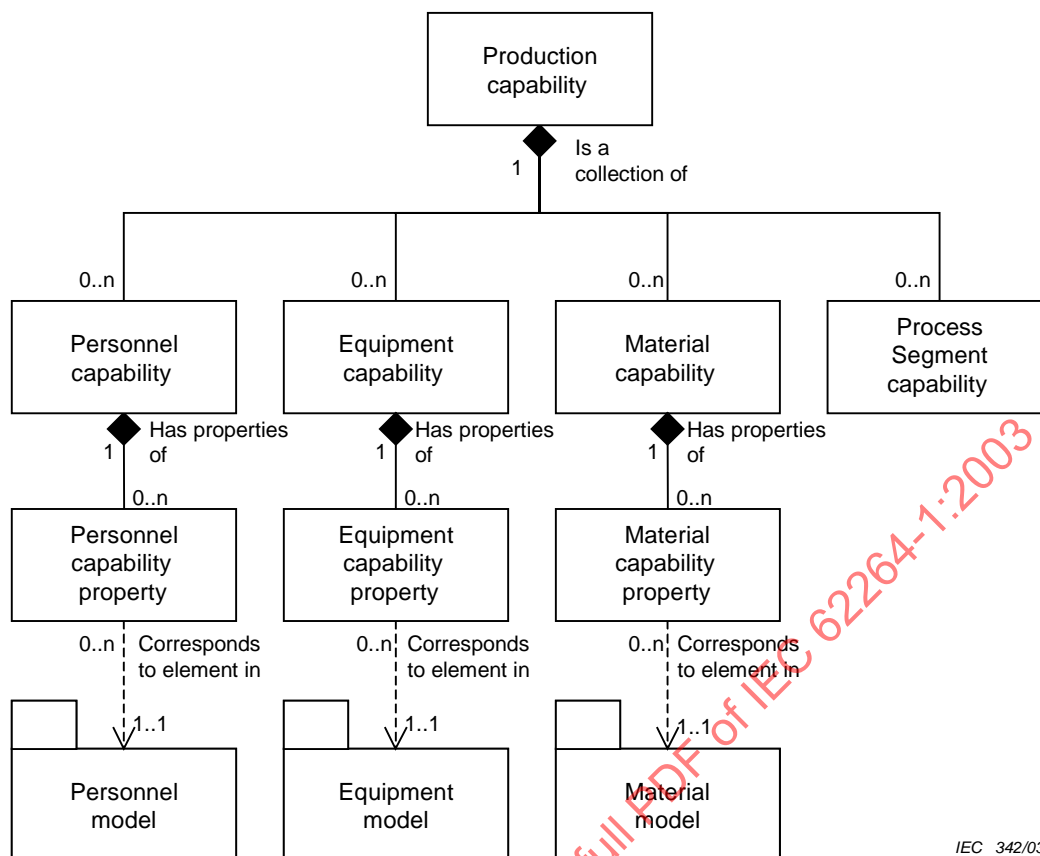 Production
capability
1
Is a
collection of
0..n
0..n
0..n
0..n
Personnel
capability
Equipment
capability
Material
capability
Process
Segment
capability
1
Has properties
of
1
Has properties
of
1
Has properties
of
0..n
0..n
0..n
Personnel
capability
property
Equipment
capability
property
Material
capability
property
0..n
Corresponds
to element in
0..n
Corresponds
to element in
0..n
Corresponds
to element in
1..1
1..1
1..1
Personnel
model
Equipment
model
Material
model
full PDF of IEC 62264-1:2003
IEC 342/03